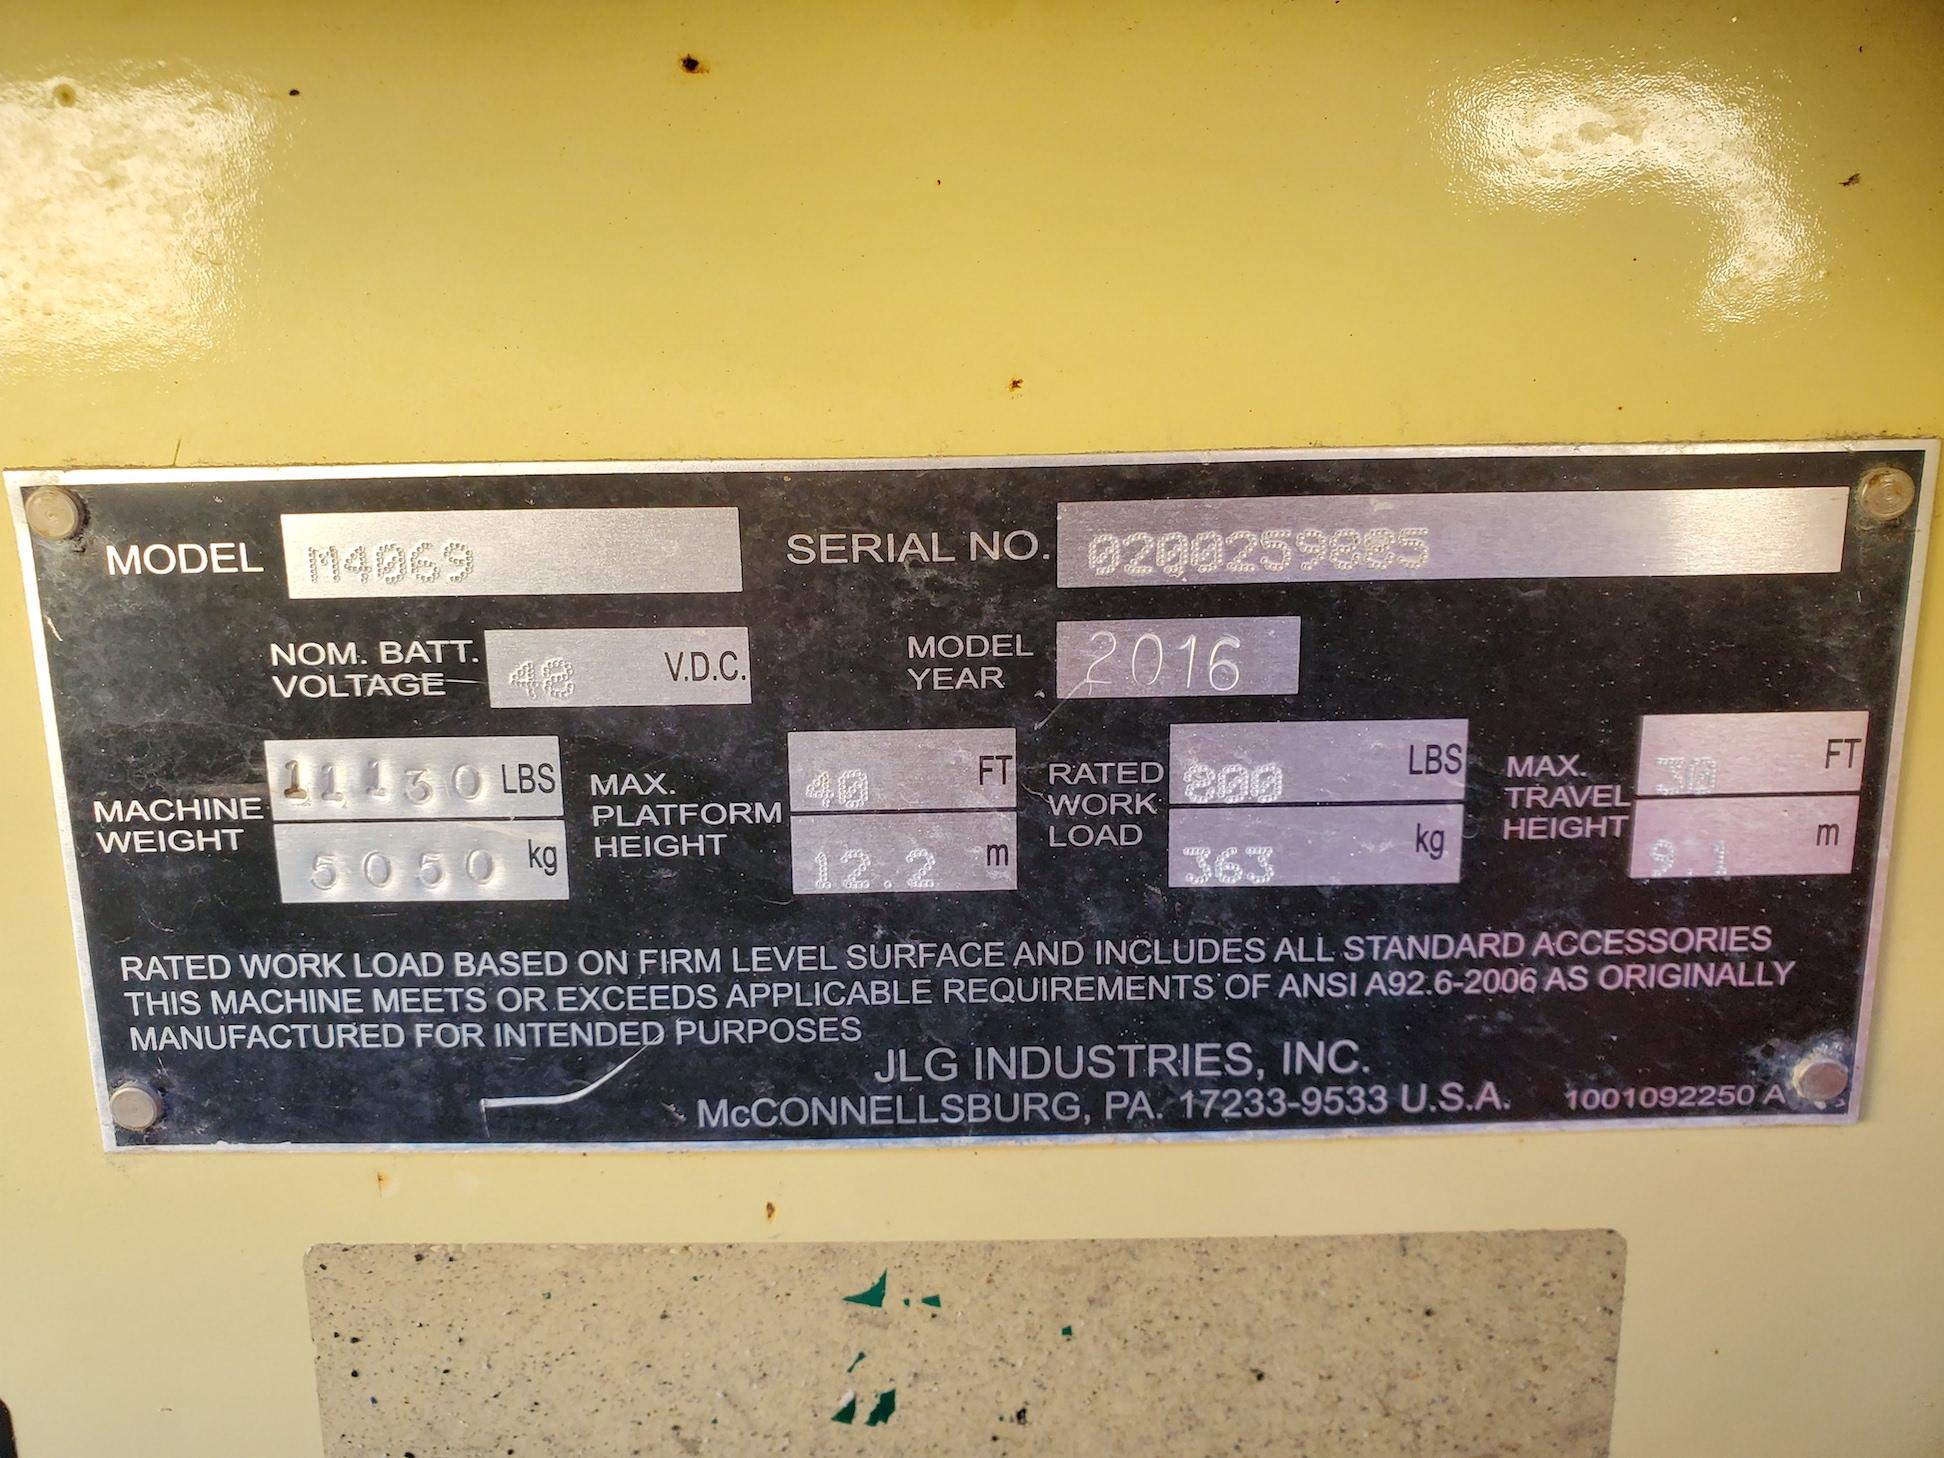 MODEL M4069 SERIAL NO. 0200259885
NOM. BATT. VOLTAGE 48 V.D.C. MODEL YEAR 2016
MACHINE WEIGHT 11130 LBS 5050 kg
MAX. PLATFORM HEIGHT 40 FT 12.2 m
RATED WORK LOAD 800 LBS 363 kg
MAX. TRAVEL HEIGHT 30 FT 9.1 m
RATED WORK LOAD BASED ON FIRM LEVEL SURFACE AND INCLUDES ALL STANDARD ACCESSORIES
THIS MACHINE MEETS OR EXCEEDS APPLICABLE REQUIREMENTS OF ANSI A92.6-2006 AS ORIGINALLY
MANUFACTURED FOR INTENDED PURPOSES
JLG INDUSTRIES, INC.
McCONNELLSBURG, PA. 17233-9533 U.S.A. 1001092250 A